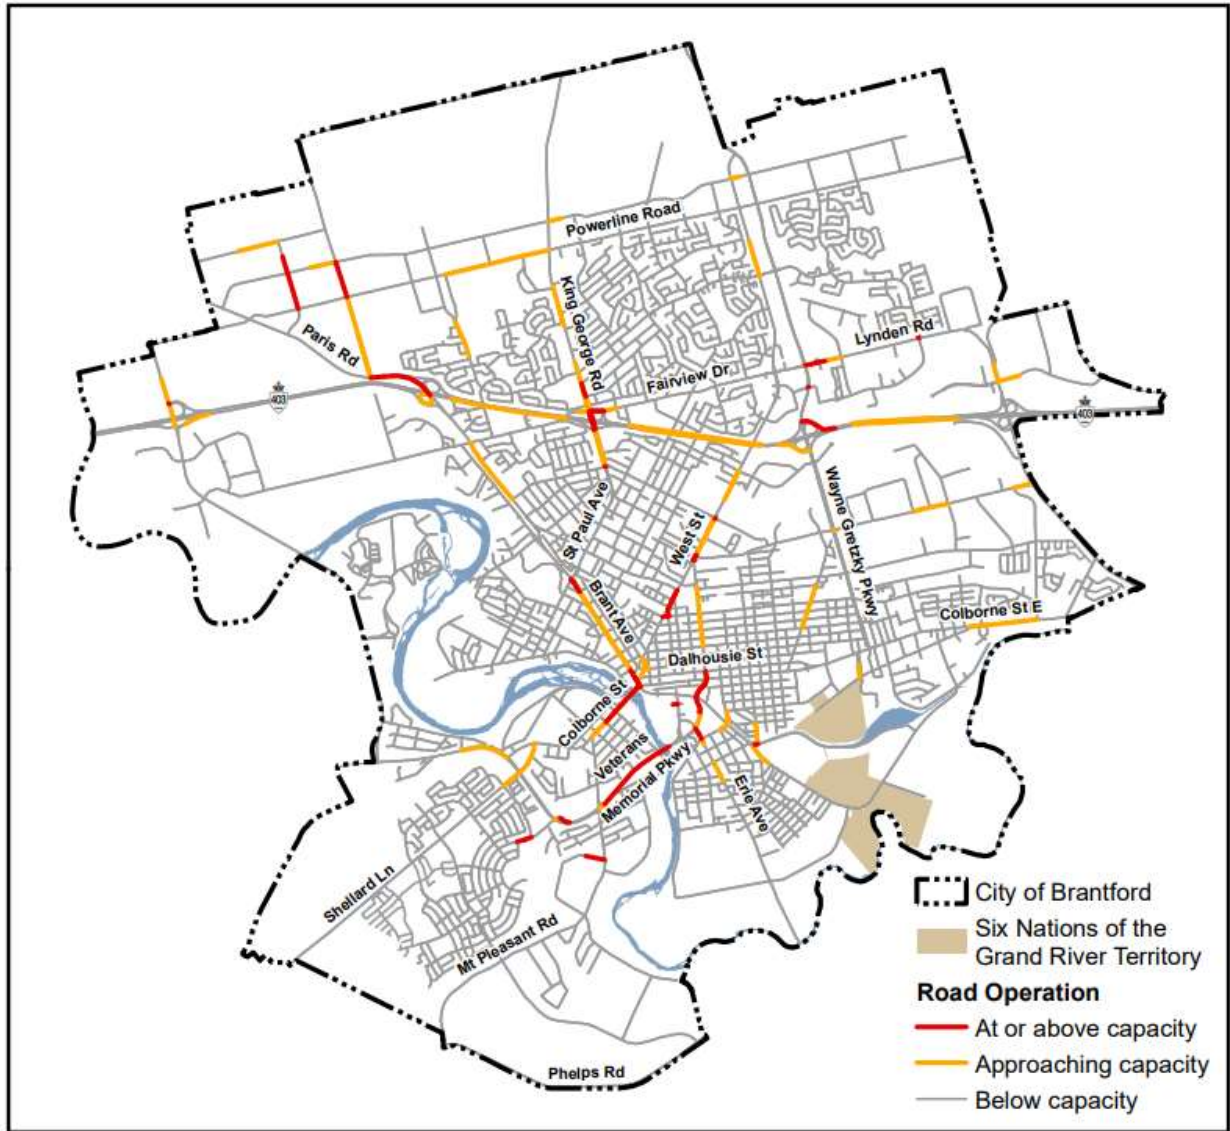 Powerline Road
King George Rd
Paris Rd
Lynden Rd
Fairview Dr
403
403
St Paul Ave
West St
Wayne Gretzky Pkwy
Brant Ave
Colborne St E
Dalhousie St
Colborne St
Veterans
Memorial Pkwy
Erie Ave
Shellard Ln
Mt Pleasant Rd
Phelps Rd
City of Brantford
Six Nations of the
Grand River Territory
Road Operation
At or above capacity
Approaching capacity
Below capacity